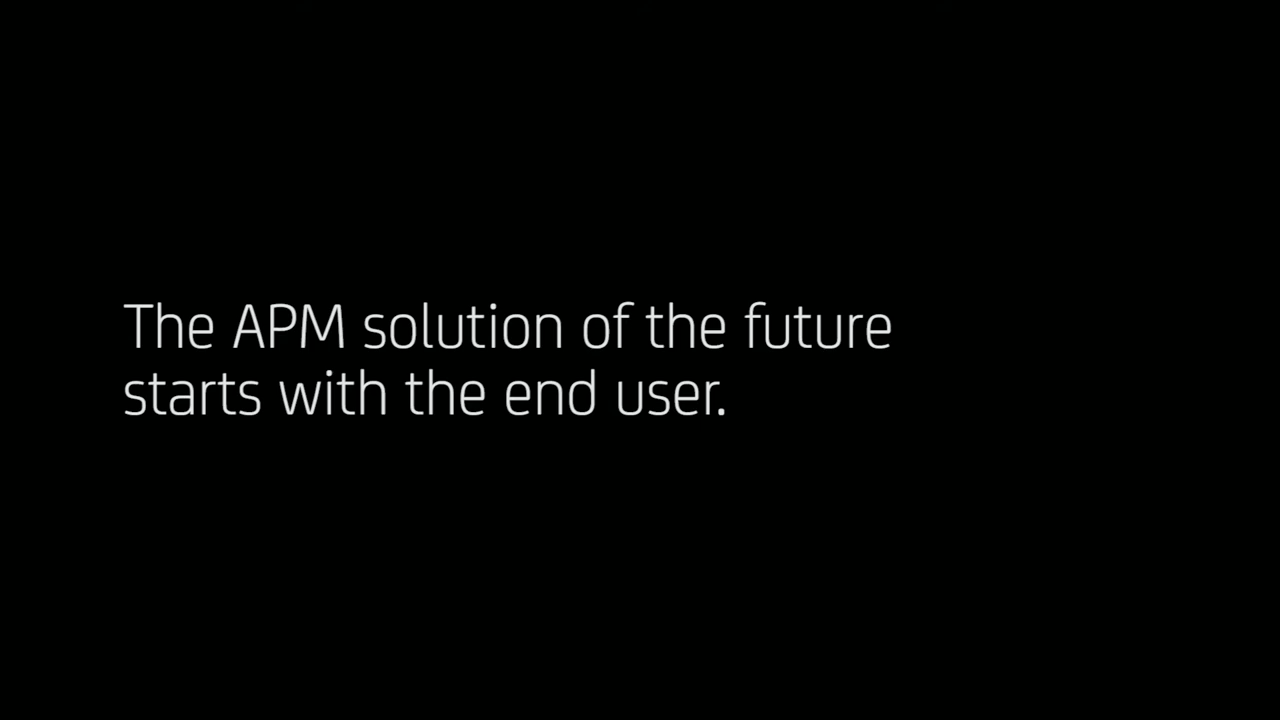 The APM solution of the future
starts with the end user.